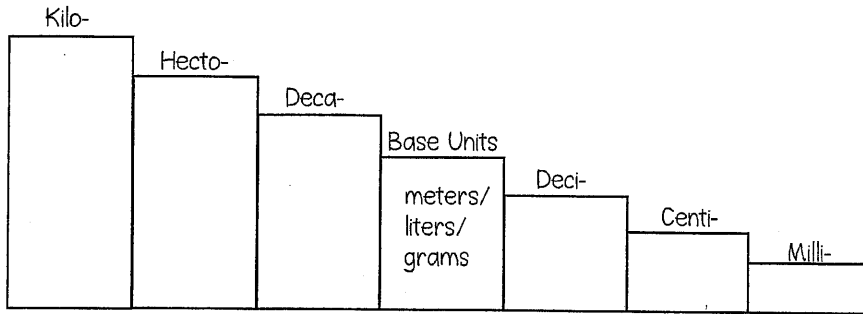 Kilo-
Hecto-
Deca-
Base Units
meters/
liters/
grams
Deci-
Centi-
Milli-